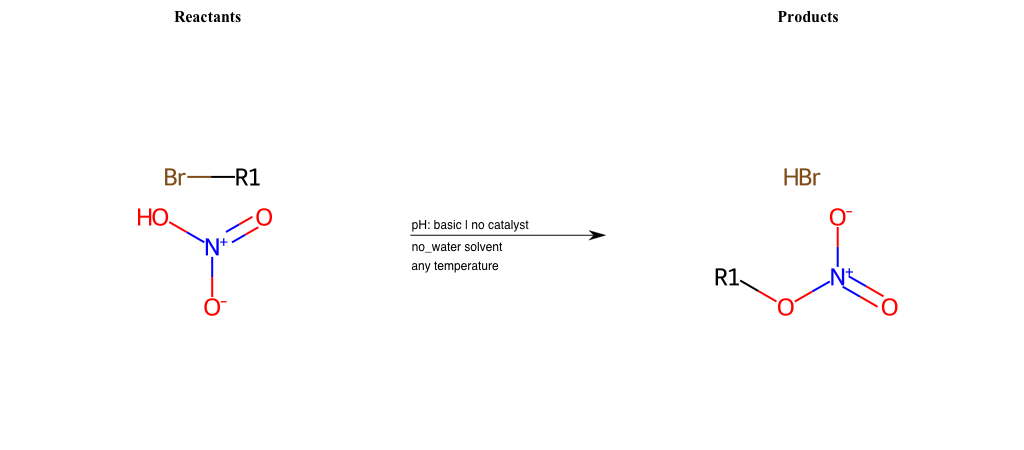 Reactants
Products
Br R1
HO O
N+
O-
pH: basic | no catalyst
no_water solvent
any temperature
HBr
O-
R1 N+
O O